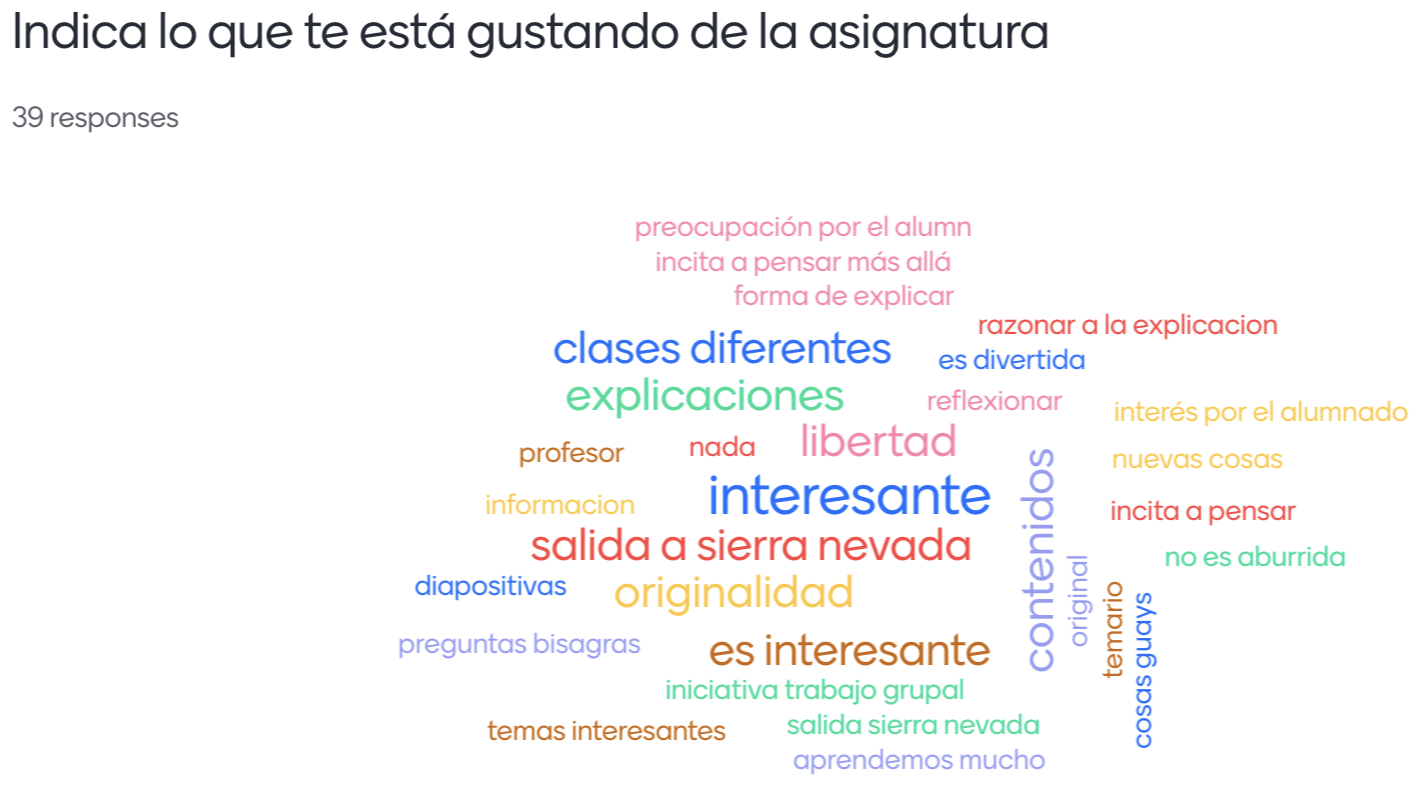 Indica lo que te está gustando de la asignatura
39 responses
preocupación por el alumn
incita a pensar más allá
forma de explicar
razonar a la explicacion
clases diferentes
es divertida
explicaciones
reflexionar
interés por el alumnado
libertad
nada
profesor
nuevas cosas
interesante
informacion
contenidos
incita a pensar
salida a sierra nevada
no es aburrida
diapositivas
originalidad
original
temario
cosas guays
preguntas bisagras
es interesante
iniciativa trabajo grupal
salida sierra nevada
temas interesantes
aprendemos mucho